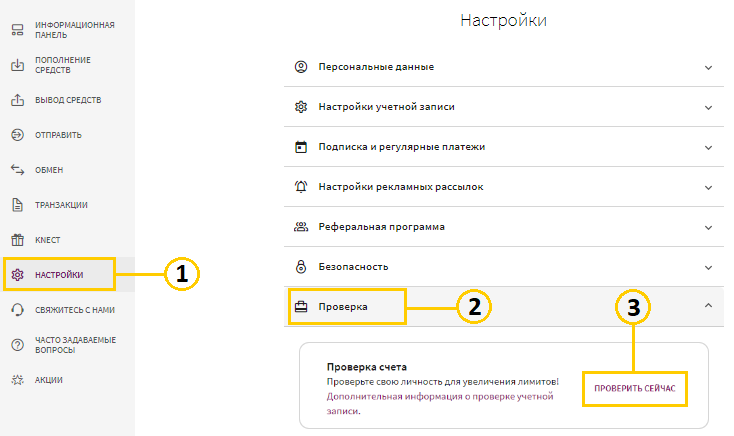 ИНФОРМАЦИОННАЯ
ПАНЕЛЬ
ПОПОЛНЕНИЕ
СРЕДСТВ
ВЫВОД СРЕДСТВ
ОТПРАВИТЬ
ОБМЕН
ТРАНЗАКЦИИ
KNECT
НАСТРОЙКИ
СВЯЖИТЕСЬ С НАМИ
ЧАСТО ЗАДАВАЕМЫЕ
ВОПРОСЫ
АКЦИИ
1
Настройки
Персональные данные
Настройки учетной записи
Подписка и регулярные платежи
Настройки рекламных рассылок
Реферальная программа
Безопасность
Проверка
2
3
Проверка счета
Проверьте свою личность для увеличения лимитов!
Дополнительная информация о проверке учетной
записи.
ПРОВЕРИТЬ СЕЙЧАС